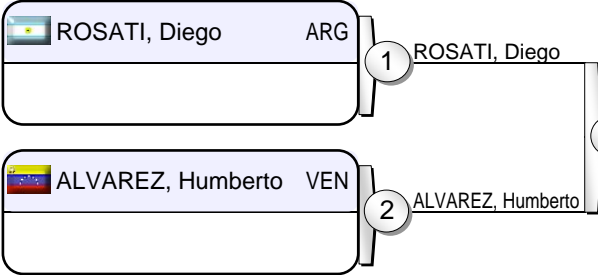 ROSATI, Diego ARG
1
ROSATI, Diego
ALVAREZ, Humberto VEN
2
ALVAREZ, Humberto